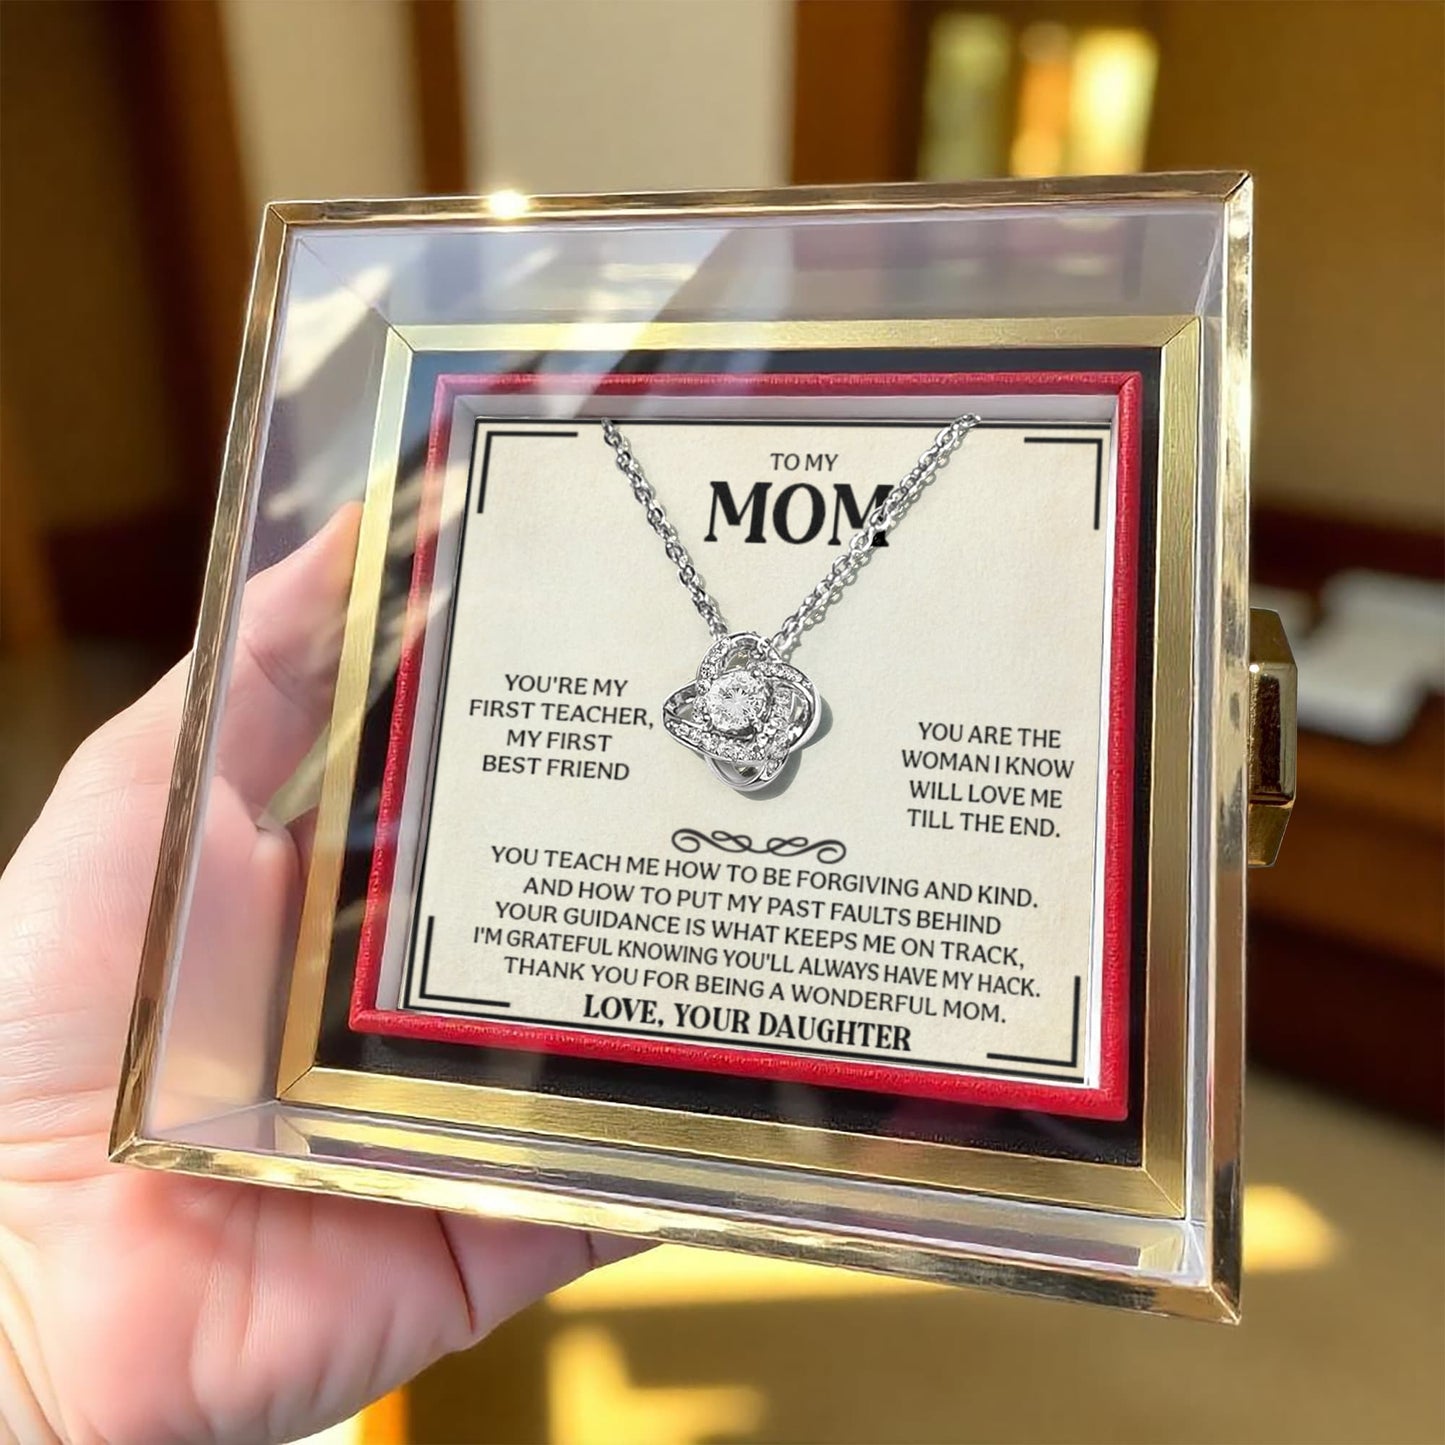 TO MY
MOM
YOU'RE MY
FIRST TEACHER,
MY FIRST
BEST FRIEND
YOU ARE THE
WOMAN I KNOW
WILL LOVE ME
TILL THE END.
YOU TEACH ME HOW TO BE FORGIVING AND KIND.
AND HOW TO PUT MY PAST FAULTS BEHIND
YOUR GUIDANCE IS WHAT KEEPS ME ON TRACK,
I'M GRATEFUL KNOWING YOU'LL ALWAYS HAVE MY HACK.
THANK YOU FOR BEING A WONDERFUL MOM.
LOVE, YOUR DAUGHTER